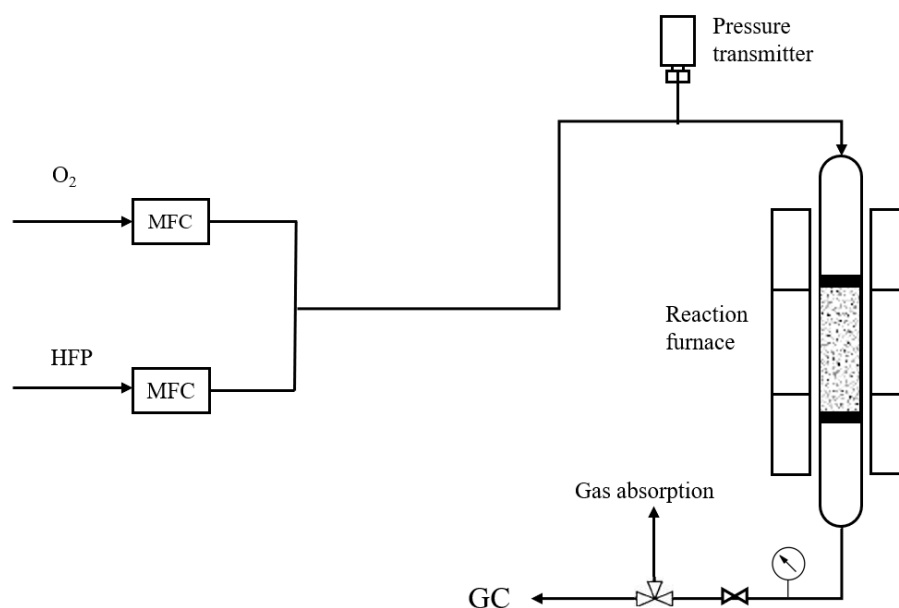 Pressure
transmitter
O₂
MFC
HFP
MFC
Reaction
furnace
Gas absorption
GC